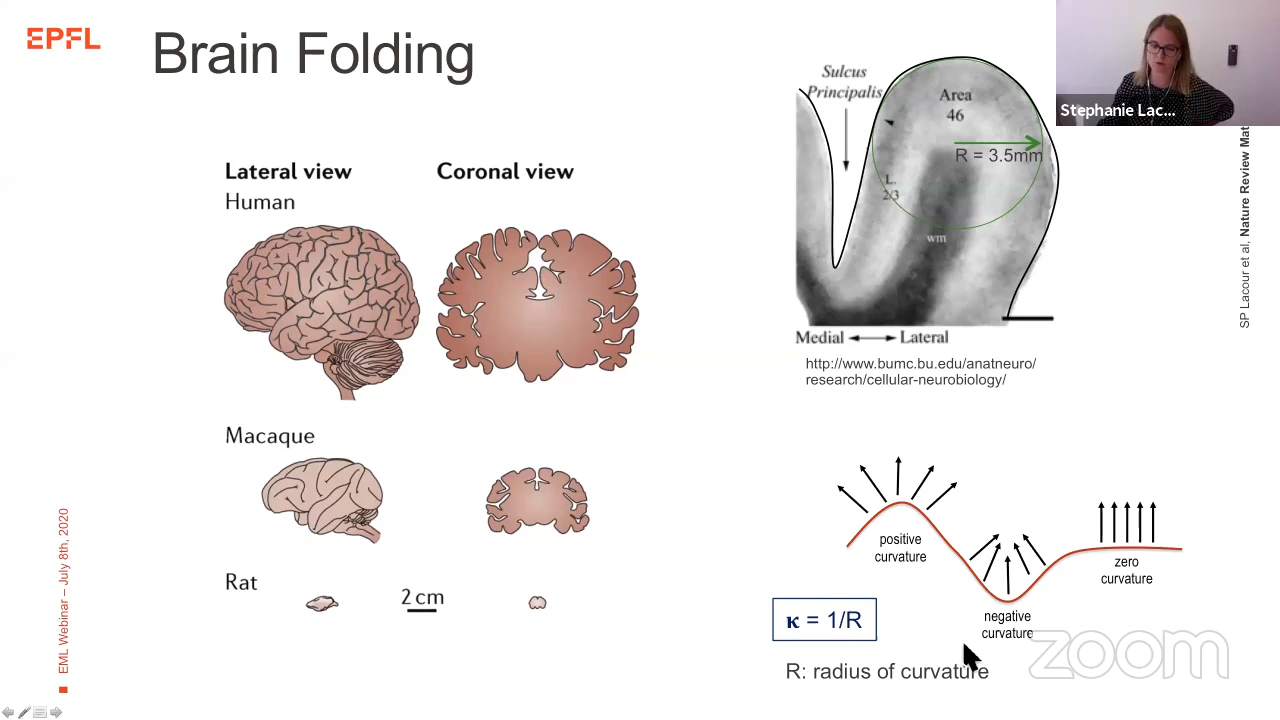 EPFL
Brain Folding
Stephanie Lac...
Lateral view
Coronal view
Human
Macaque
Rat
2 cm
Sulcus
Principalis
Area
46
R = 3.5mm
L.
2/3
wm
Medial
Lateral
http://www.bumc.bu.edu/anatneuro/
research/cellular-neurobiology/
SP Lacour et al, Nature Review Mat
positive
curvature
negative
curvature
zero
curvature
κ = 1/R
R: radius of curvature
EML Webinar – July 8th, 2020
zoom